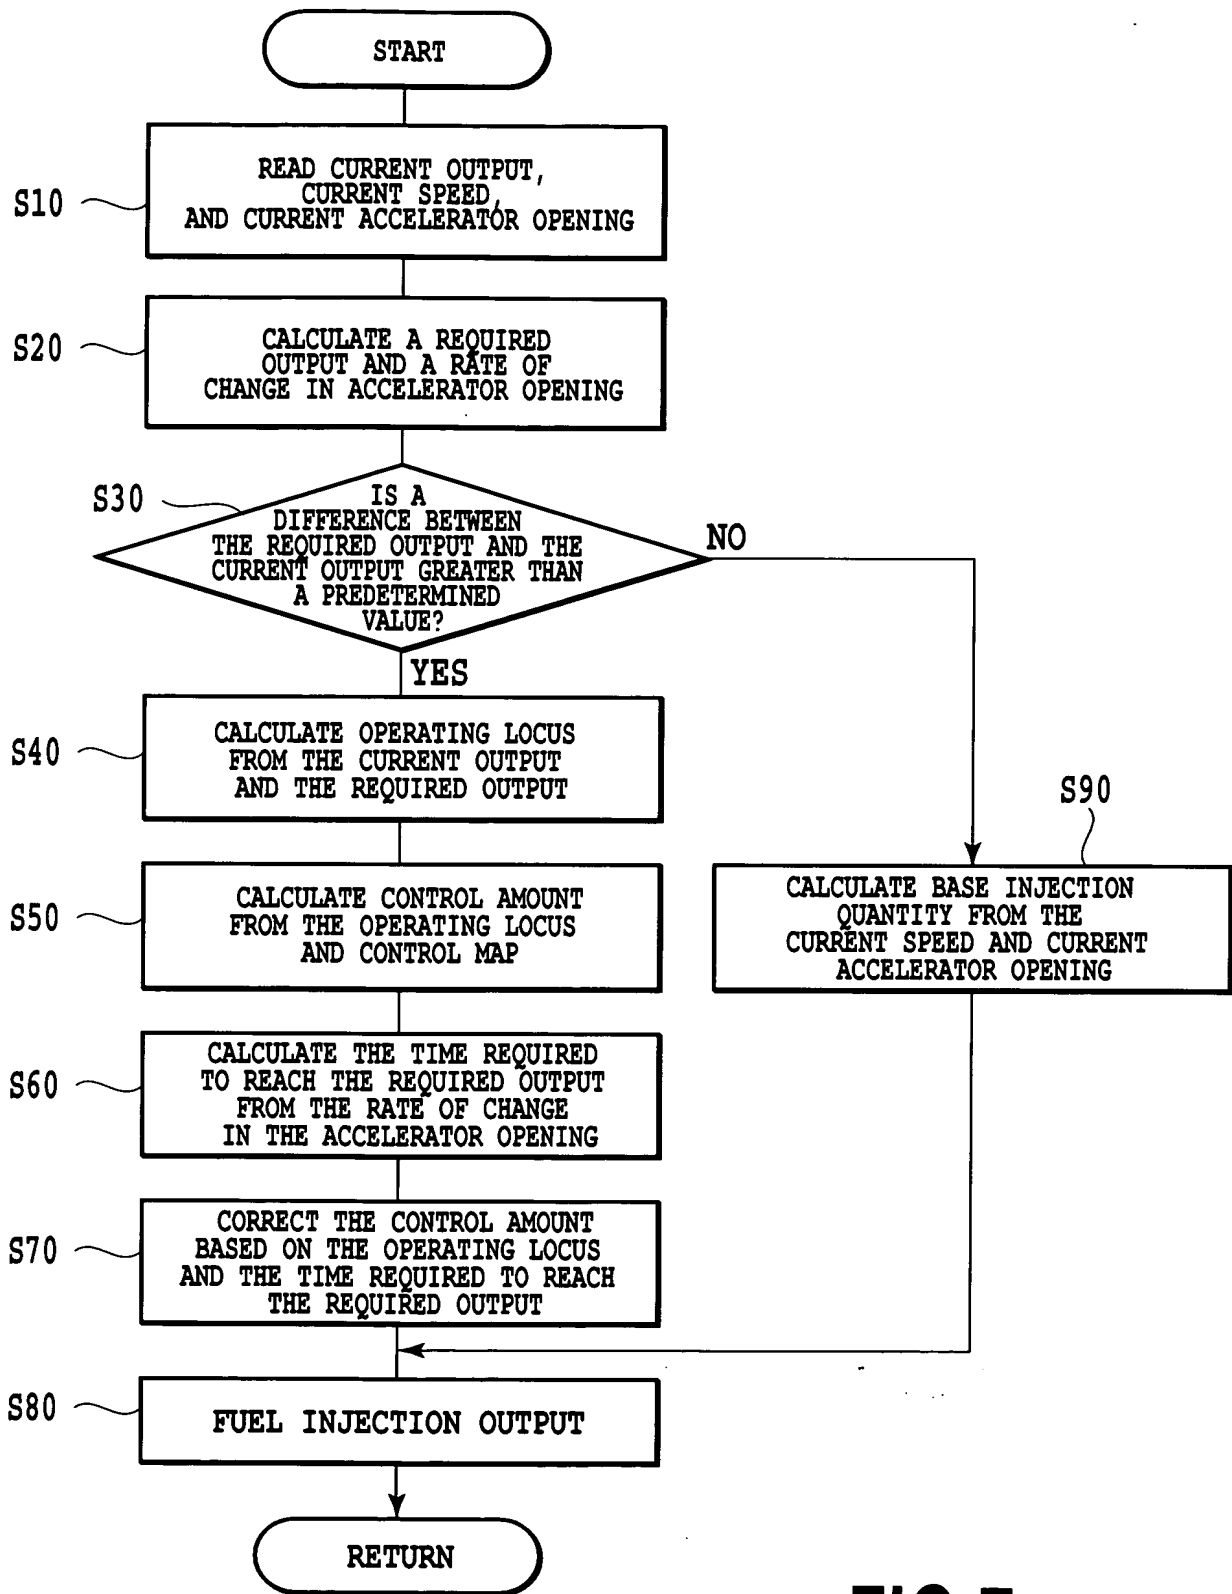 START
S10
READ CURRENT OUTPUT,
CURRENT SPEED,
AND CURRENT ACCELERATOR OPENING
S20
CALCULATE A REQUIRED
OUTPUT AND A RATE OF
CHANGE IN ACCELERATOR OPENING
S30
IS A
DIFFERENCE BETWEEN
THE REQUIRED OUTPUT AND THE
CURRENT OUTPUT GREATER THAN
A PREDETERMINED
VALUE?
NO
YES
S40
CALCULATE OPERATING LOCUS
FROM THE CURRENT OUTPUT
AND THE REQUIRED OUTPUT
S50
CALCULATE CONTROL AMOUNT
FROM THE OPERATING LOCUS
AND CONTROL MAP
S90
CALCULATE BASE INJECTION
QUANTITY FROM THE
CURRENT SPEED AND CURRENT
ACCELERATOR OPENING
S60
CALCULATE THE TIME REQUIRED
TO REACH THE REQUIRED OUTPUT
FROM THE RATE OF CHANGE
IN THE ACCELERATOR OPENING
S70
CORRECT THE CONTROL AMOUNT
BASED ON THE OPERATING LOCUS
AND THE TIME REQUIRED TO REACH
THE REQUIRED OUTPUT
S80
FUEL INJECTION OUTPUT
RETURN